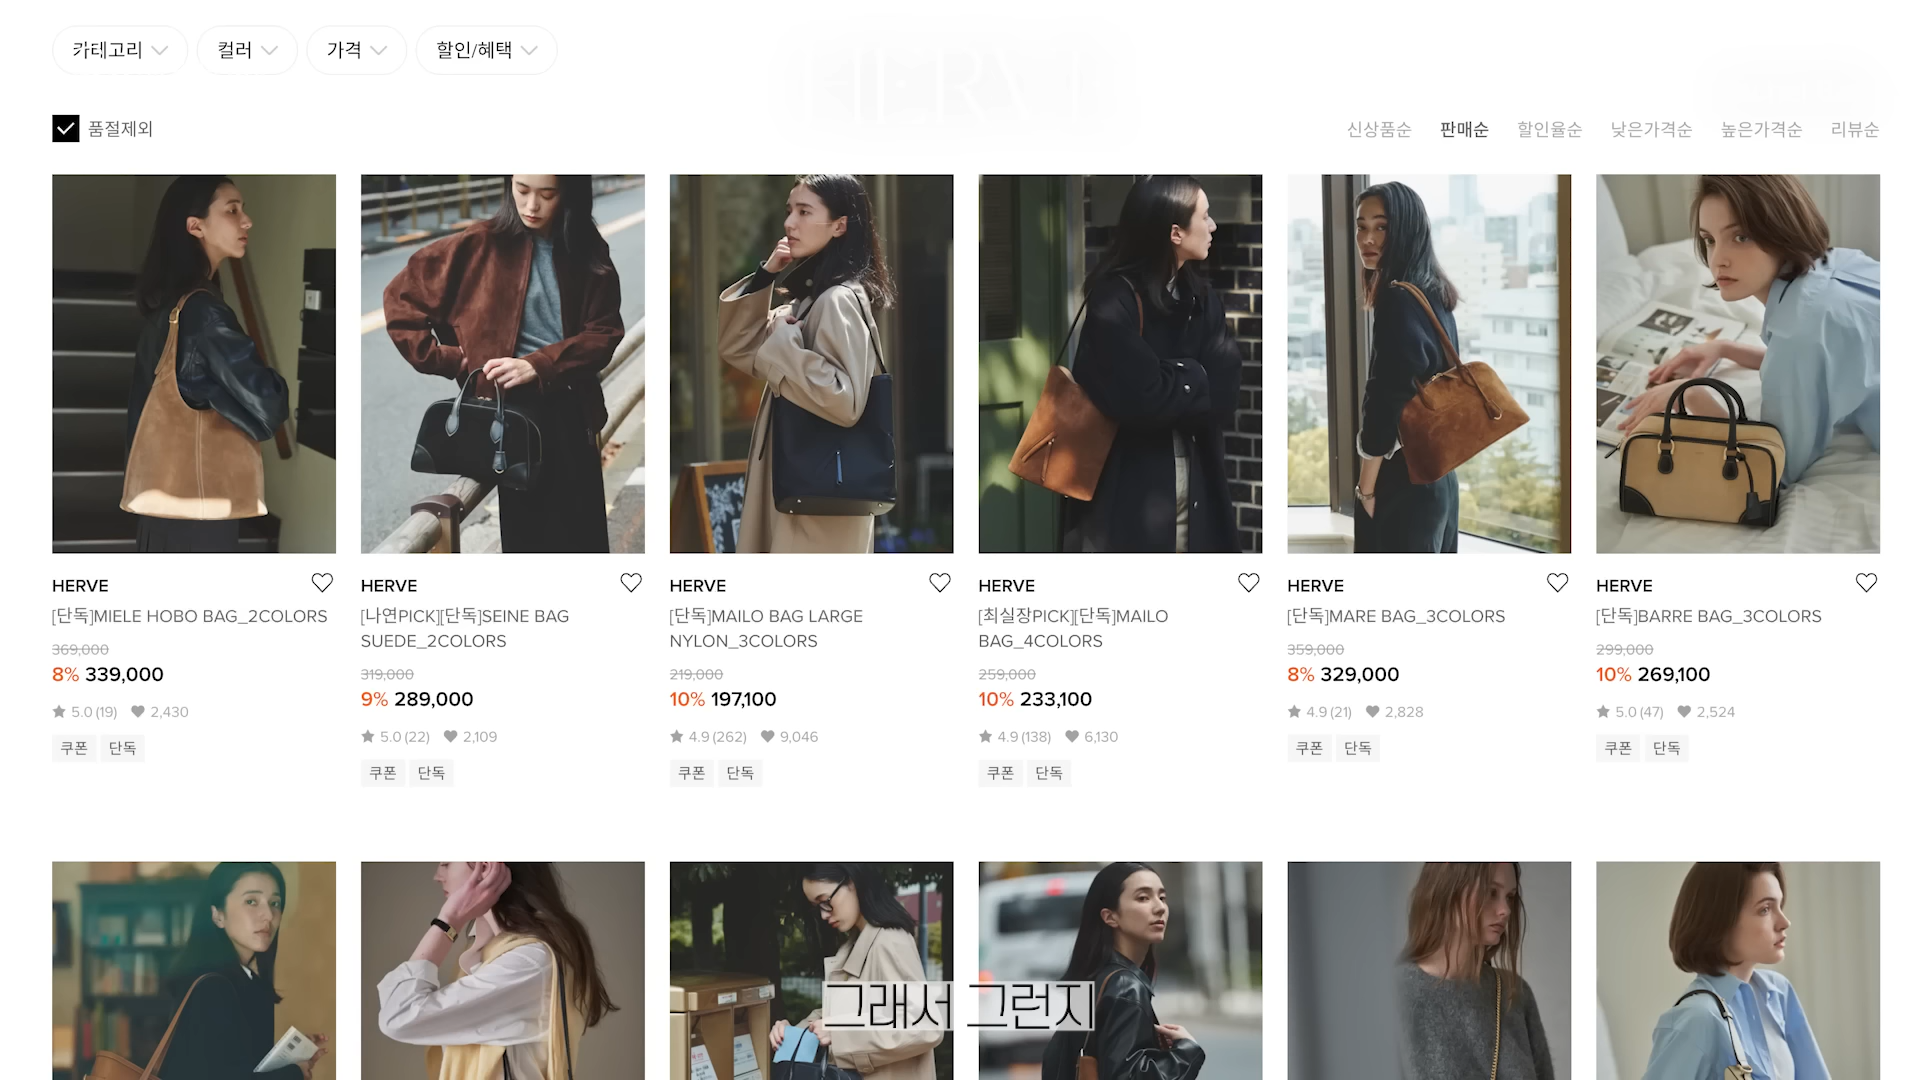 카테고리
컬러
가격
할인/혜택
HERVE
품절제외
신상품순
판매순
할인율순
낮은가격순
높은가격순
리뷰순
HERVE
[단독]MIELE HOBO BAG_2COLORS
369,000
8% 339,000
5.0 (19) 2,430
쿠폰 단독
HERVE
[나연PICK][단독]SEINE BAG
SUEDE_2COLORS
319,000
9% 289,000
5.0 (22) 2,109
쿠폰 단독
HERVE
[단독]MAILO BAG LARGE
NYLON_3COLORS
219,000
10% 197,100
4.9 (262) 9,046
쿠폰 단독
HERVE
[최실장PICK][단독]MAILO
BAG_4COLORS
259,000
10% 233,100
4.9 (138) 6,130
쿠폰 단독
HERVE
[단독]MARE BAG_3COLORS
359,000
8% 329,000
4.9 (21) 2,828
쿠폰 단독
HERVE
[단독]BARRE BAG_3COLORS
299,000
10% 269,100
5.0 (47) 2,524
쿠폰 단독
그래서 그런지